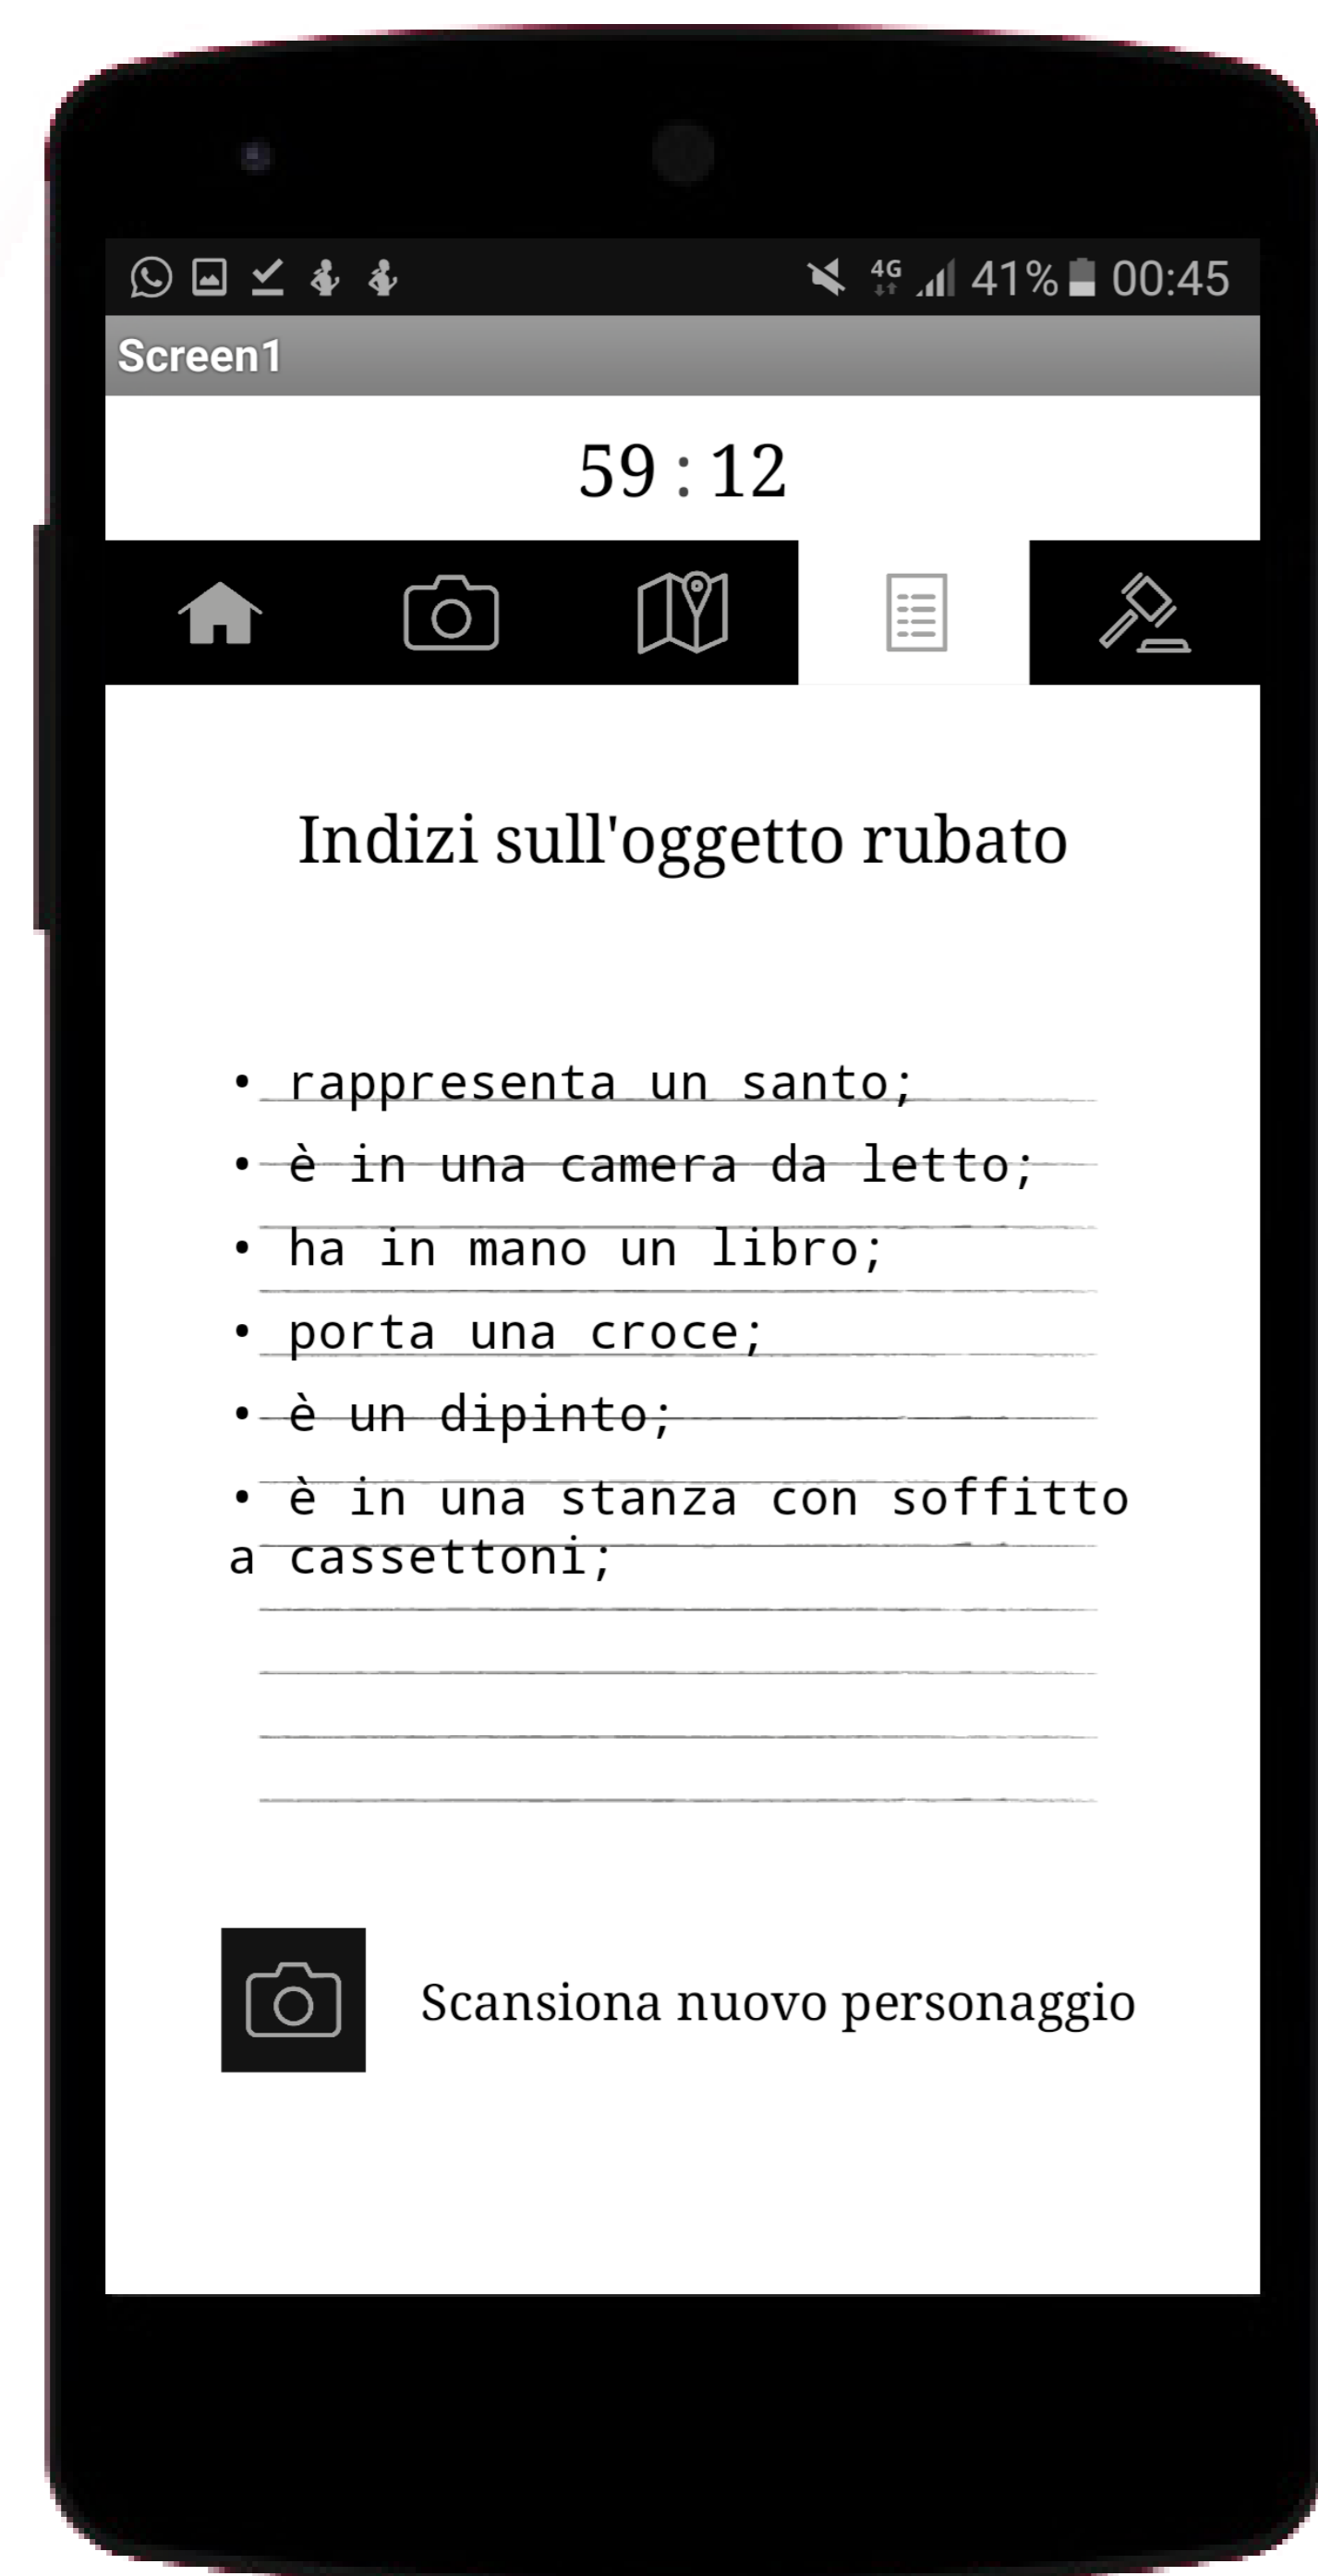 4G 41% 00:45
Screen1
59 : 12
Indizi sull'oggetto rubato
• rappresenta un santo;
• è in una camera da letto;
• ha in mano un libro;
• porta una croce;
• è un dipinto;
• è in una stanza con soffitto
a cassettoni;
Scansiona nuovo personaggio